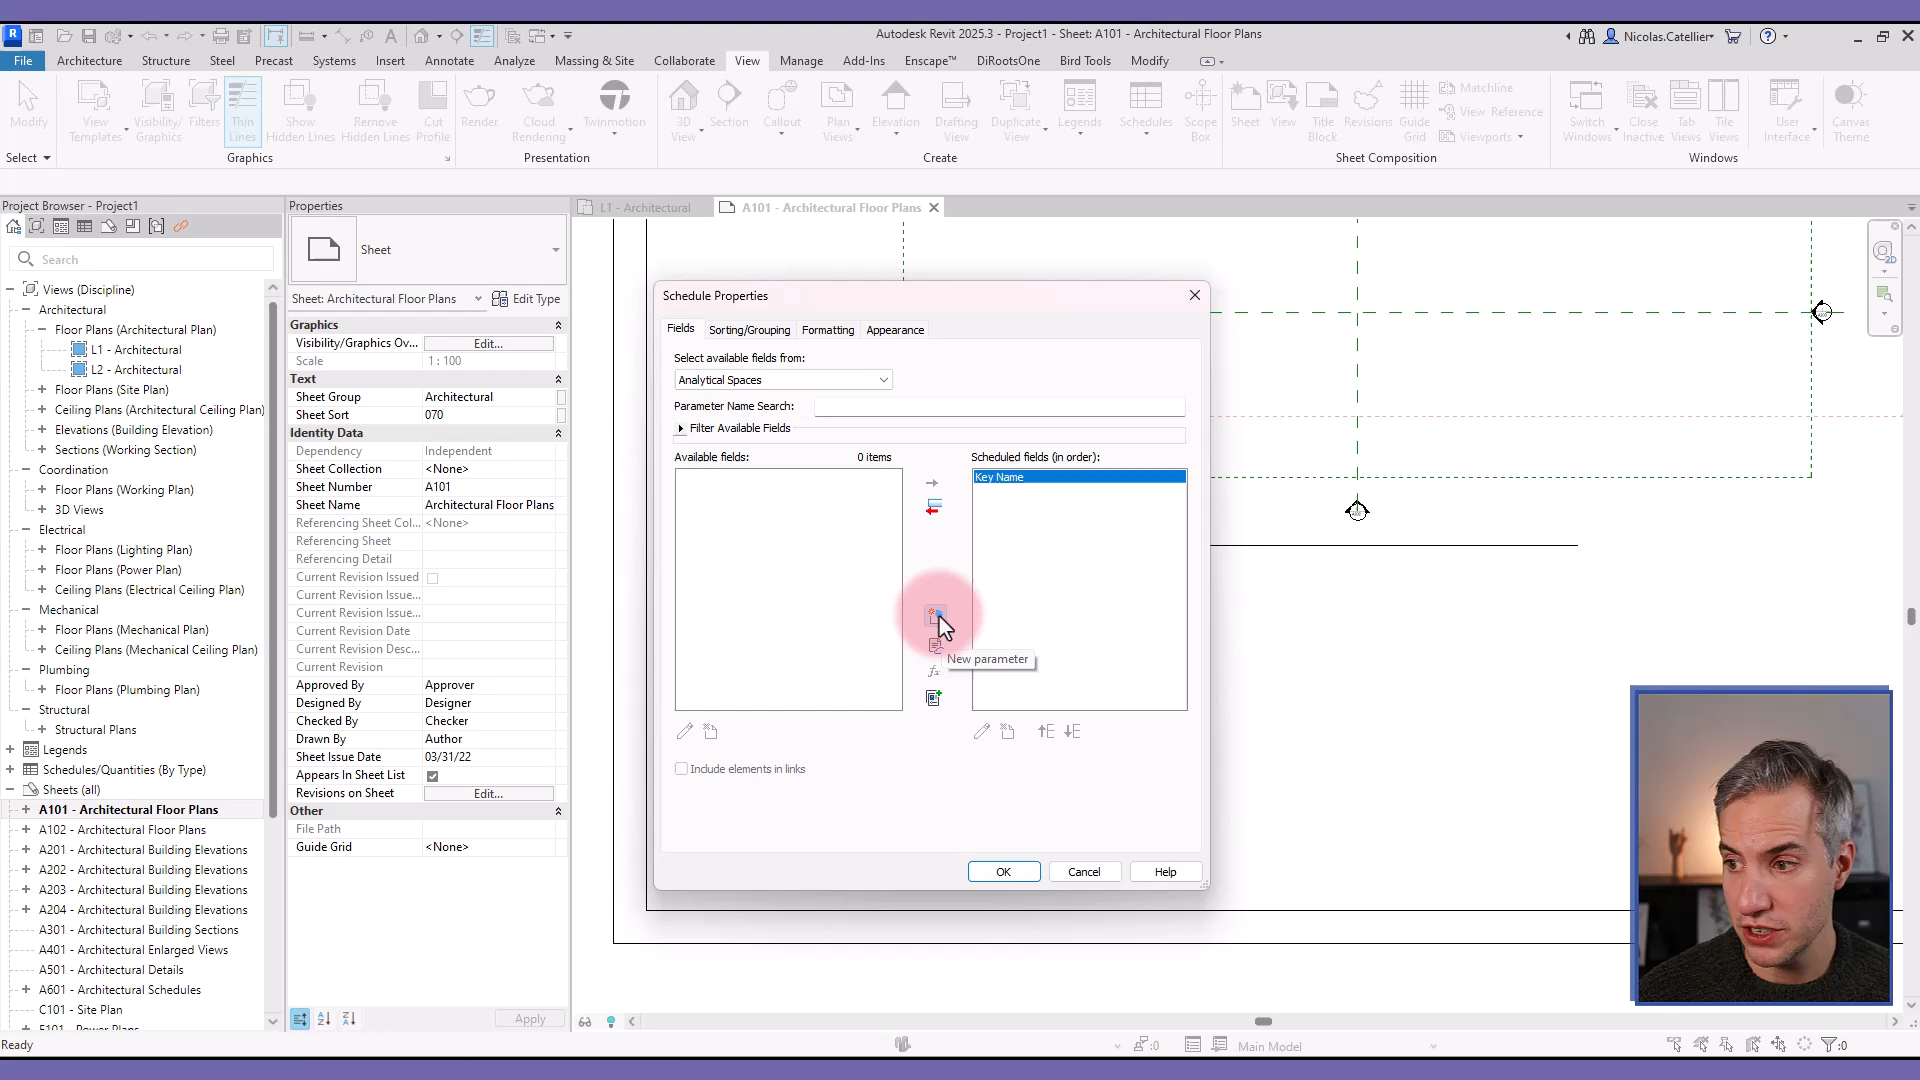 Autodesk Revit 2025.3 - Project1 - Sheet: A101 - Architectural Floor Plans
Nicolas.Catellier
File Architecture Structure Steel Precast Systems Insert Annotate Analyze Massing & Site Collaborate View Manage Add-Ins Enscape™ DiRootsOne Bird Tools Modify
Modify
View Templates
Visibility/ Graphics
Filters
Thin Lines
Show Hidden Lines
Remove Hidden Lines
Cut Profile
Render
Cloud Rendering
Twinmotion
3D View
Section
Callout
Plan Views
Elevation
Drafting View
Duplicate View
Legends
Schedules
Scope Box
Sheet
View
Title Block
Revisions
Guide Grid
Matchline
View Reference
Viewports
Switch Windows
Close Inactive
Tab Views
Tile Views
User Interface
Canvas Theme
Select Graphics Presentation Create Sheet Composition Windows
Project Browser - Project1
Search
Views (Discipline)
Architectural
Floor Plans (Architectural Plan)
L1 - Architectural
L2 - Architectural
Floor Plans (Site Plan)
Ceiling Plans (Architectural Ceiling Plan)
Elevations (Building Elevation)
Sections (Working Section)
Coordination
Floor Plans (Working Plan)
3D Views
Electrical
Floor Plans (Lighting Plan)
Floor Plans (Power Plan)
Ceiling Plans (Electrical Ceiling Plan)
Mechanical
Floor Plans (Mechanical Plan)
Ceiling Plans (Mechanical Ceiling Plan)
Plumbing
Floor Plans (Plumbing Plan)
Structural
Structural Plans
Legends
Schedules/Quantities (By Type)
Sheets (all)
A101 - Architectural Floor Plans
A102 - Architectural Floor Plans
A201 - Architectural Building Elevations
A202 - Architectural Building Elevations
A203 - Architectural Building Elevations
A204 - Architectural Building Elevations
A301 - Architectural Building Sections
A401 - Architectural Enlarged Views
A501 - Architectural Details
A601 - Architectural Schedules
C101 - Site Plan
E101 - Power Plans
Properties
Sheet
Sheet: Architectural Floor Plans Edit Type
Graphics
Visibility/Graphics Ov... Edit...
Scale 1 : 100
Text
Sheet Group Architectural
Sheet Sort 070
Identity Data
Dependency Independent
Sheet Collection <None>
Sheet Number A101
Sheet Name Architectural Floor Plans
Referencing Sheet Col... <None>
Referencing Sheet
Referencing Detail
Current Revision Issued
Current Revision Issue...
Current Revision Issue...
Current Revision Date
Current Revision Desc...
Current Revision
Approved By Approver
Designed By Designer
Checked By Checker
Drawn By Author
Sheet Issue Date 03/31/22
Appears In Sheet List
Revisions on Sheet Edit...
Other
File Path
Guide Grid <None>
Apply
L1 - Architectural
A101 - Architectural Floor Plans
2D
Schedule Properties
Fields Sorting/Grouping Formatting Appearance
Select available fields from:
Analytical Spaces
Parameter Name Search:
Filter Available Fields
Available fields: 0 items
Scheduled fields (in order):
Key Name
New parameter
fx
Include elements in links
OK Cancel Help
Ready
:0
Main Model
:0